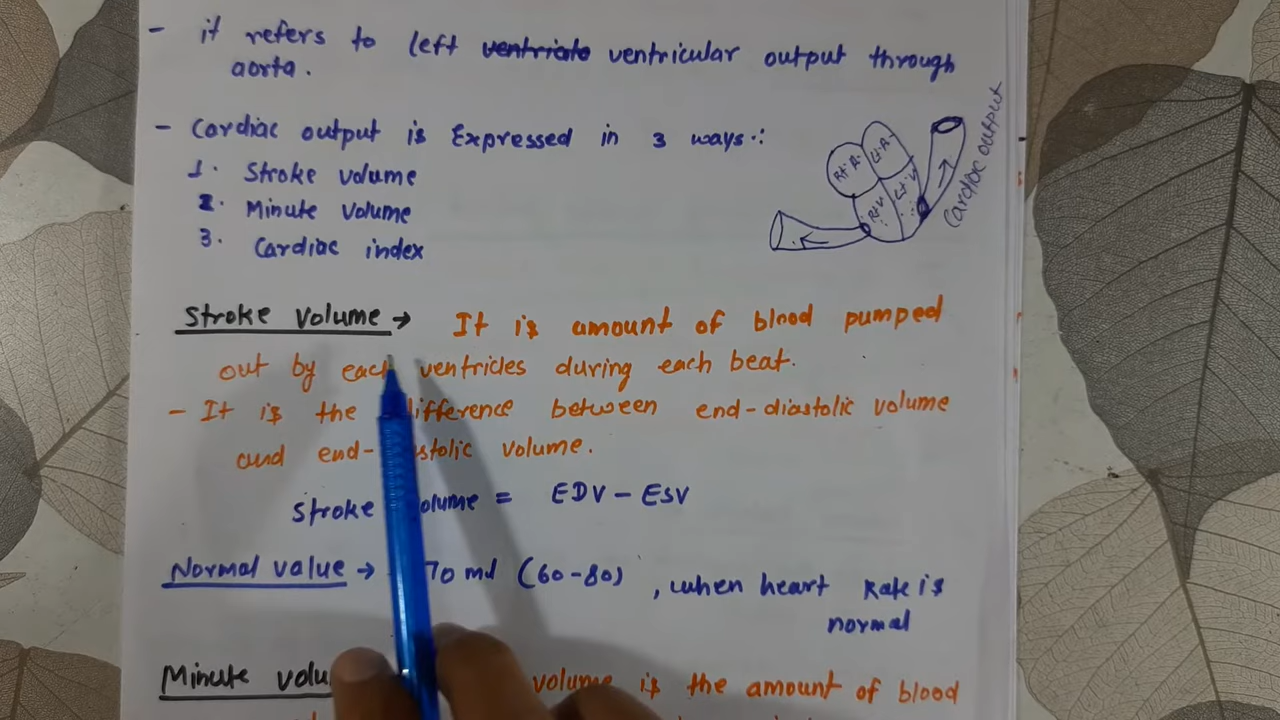 - it refers to left ventricular output through
aorta.
- Cardiac output is Expressed in 3 ways :
1. Stroke volume
2. Minute volume
3. Cardiac index
Rt. A.
Lt. A.
Rt. V
Lt. V
Cardiac output
Stroke volume → It is amount of blood pumped
out by each ventricles during each beat.
- It is the difference between end-diastolic volume
and end- volume.
Stroke volume = EDV - ESV
Normal value → 70 ml (60-80) , when heart Rate is
normal
Minute volume is the amount of blood